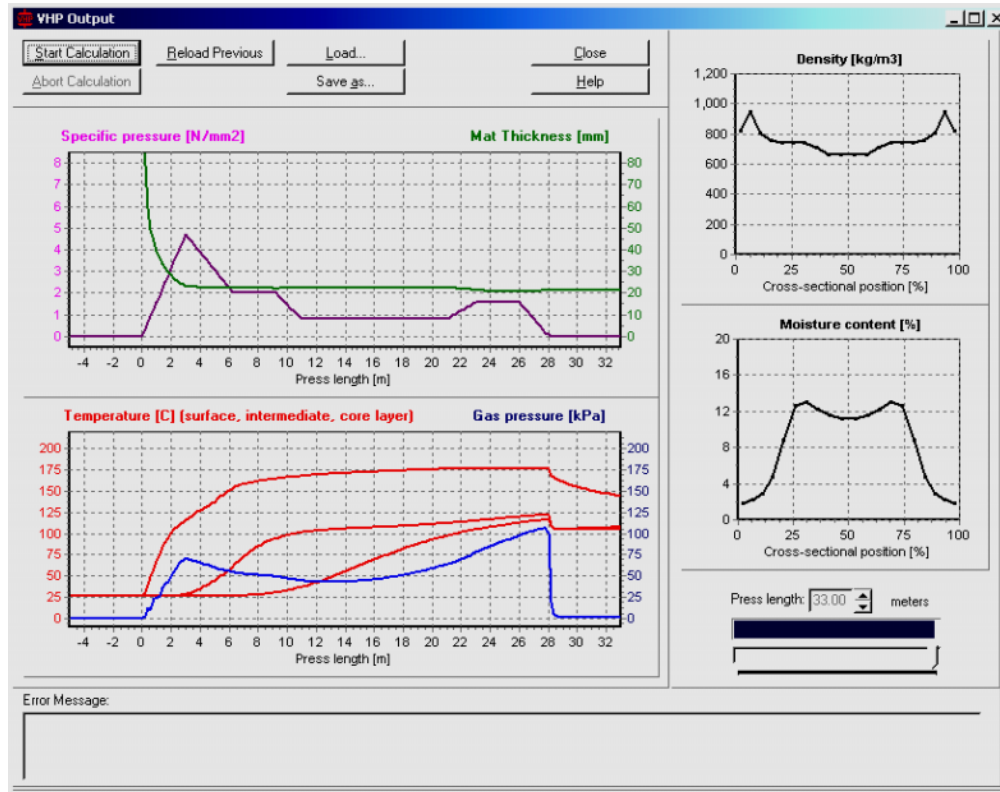 VHP Output
Start Calculation Reload Previous Load... Close
Abort Calculation Save as... Help
Specific pressure [N/mm2] Mat Thickness [mm]
8 80
7 70
6 60
5 50
4 40
3 30
2 20
1 10
0 0
-4 -2 0 2 4 6 8 10 12 14 16 18 20 22 24 26 28 30 32
Press length [m]
Temperature [C] (surface, intermediate, core layer) Gas pressure [kPa]
200 200
175 175
150 150
125 125
100 100
75 75
50 50
25 25
0 0
-4 -2 0 2 4 6 8 10 12 14 16 18 20 22 24 26 28 30 32
Press length [m]
Density [kg/m3]
1,200
1,000
800
600
400
200
0
0 25 50 75 100
Cross-sectional position [%]
Moisture content [%]
20
16
12
8
4
0
0 25 50 75 100
Cross-sectional position [%]
Press length: 33.00 meters
Error Message: